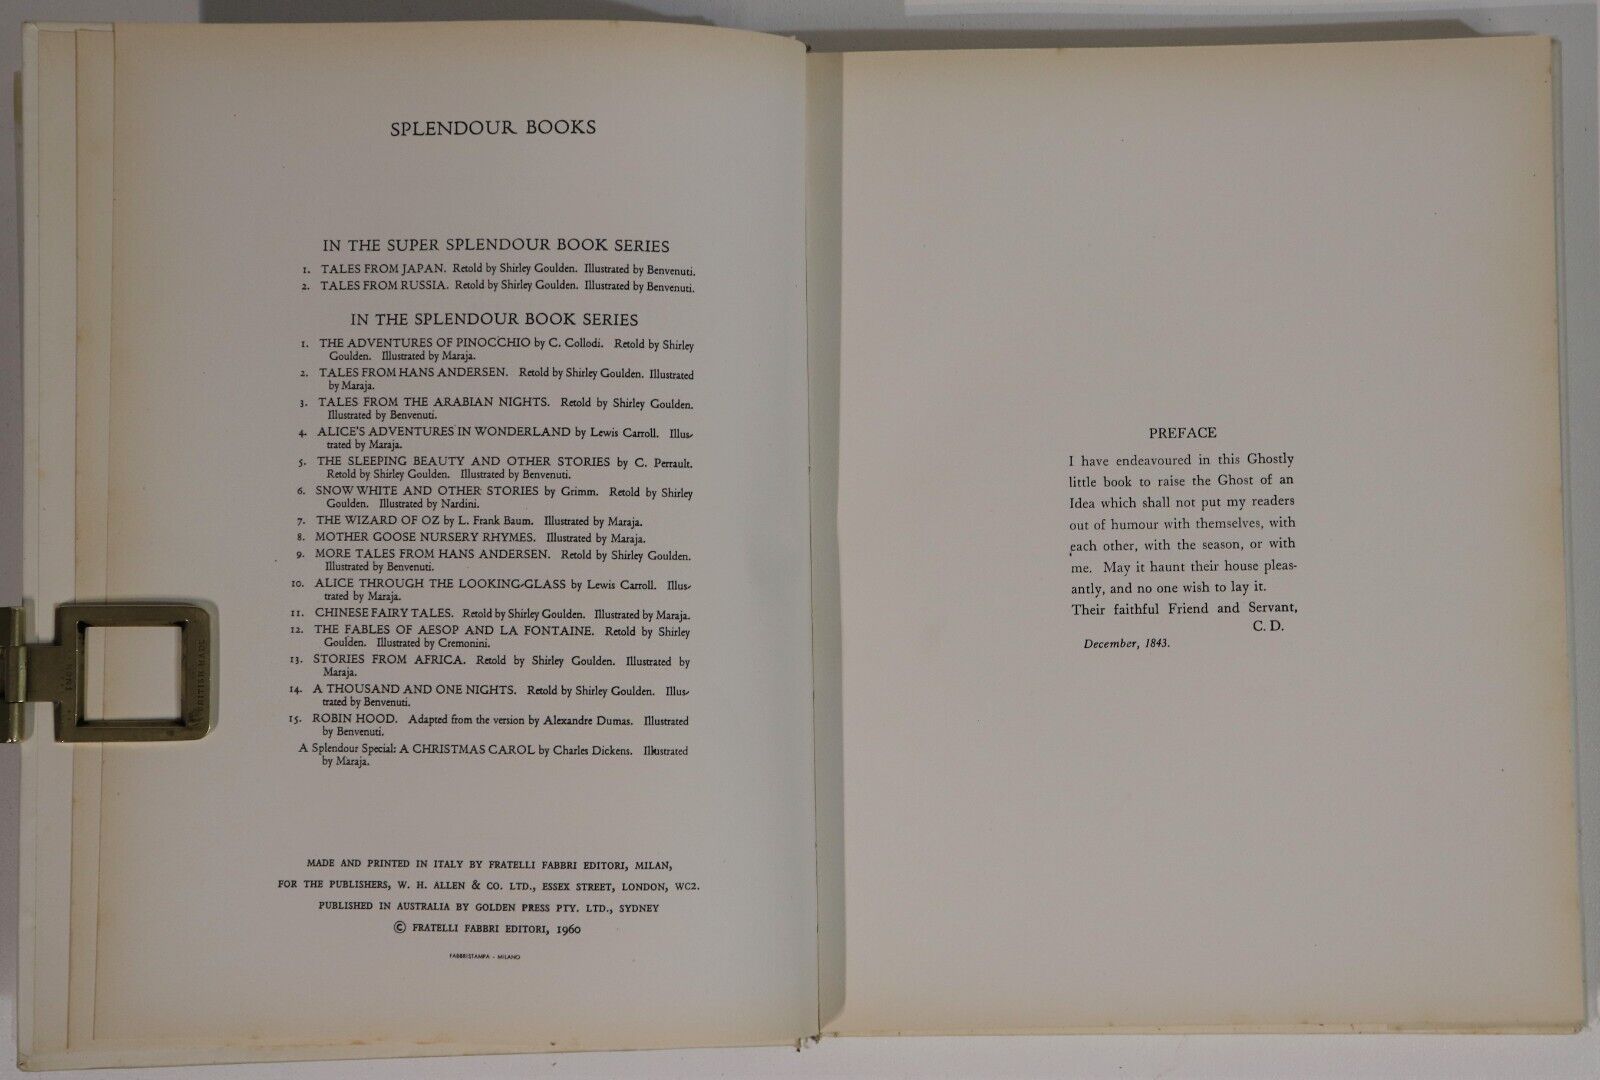 SPLENDOUR BOOKS
IN THE SUPER SPLENDOUR BOOK SERIES
1. TALES FROM JAPAN. Retold by Shirley Goulden. Illustrated by Benvenuti.
2. TALES FROM RUSSIA. Retold by Shirley Goulden. Illustrated by Benvenuti.
IN THE SPLENDOUR BOOK SERIES
1. THE ADVENTURES OF PINOCCHIO by C. Collodi. Retold by Shirley
Goulden. Illustrated by Maraja.
2. TALES FROM HANS ANDERSEN. Retold by Shirley Goulden. Illustrated
by Maraja.
3. TALES FROM THE ARABIAN NIGHTS. Retold by Shirley Goulden.
Illustrated by Benvenuti.
4. ALICE'S ADVENTURES IN WONDERLAND by Lewis Carroll. Illus-
trated by Maraja.
5. THE SLEEPING BEAUTY AND OTHER STORIES by C. Perrault.
Retold by Shirley Goulden. Illustrated by Benvenuti.
6. SNOW WHITE AND OTHER STORIES by Grimm. Retold by Shirley
Goulden. Illustrated by Nardini.
7. THE WIZARD OF OZ by L. Frank Baum. Illustrated by Maraja.
8. MOTHER GOOSE NURSERY RHYMES. Illustrated by Maraja.
9. MORE TALES FROM HANS ANDERSEN. Retold by Shirley Goulden.
Illustrated by Benvenuti.
10. ALICE THROUGH THE LOOKING-GLASS by Lewis Carroll. Illus-
trated by Maraja.
11. CHINESE FAIRY TALES. Retold by Shirley Goulden. Illustrated by Maraja.
12. THE FABLES OF AESOP AND LA FONTAINE. Retold by Shirley
Goulden. Illustrated by Cremonini.
13. STORIES FROM AFRICA. Retold by Shirley Goulden. Illustrated by
Maraja.
14. A THOUSAND AND ONE NIGHTS. Retold by Shirley Goulden. Illus-
trated by Benvenuti.
15. ROBIN HOOD. Adapted from the version by Alexandre Dumas. Illustrated
by Benvenuti.
A Splendour Special: A CHRISTMAS CAROL by Charles Dickens. Illustrated
by Maraja.
MADE AND PRINTED IN ITALY BY FRATELLI FABBRI EDITORI, MILAN,
FOR THE PUBLISHERS, W. H. ALLEN & CO. LTD., ESSEX STREET, LONDON, WC2.
PUBLISHED IN AUSTRALIA BY GOLDEN PRESS PTY. LTD., SYDNEY
© FRATELLI FABBRI EDITORI, 1960
FABBRISTAMPA - MILANO
BRITISH MADE
PREFACE
I have endeavoured in this Ghostly
little book to raise the Ghost of an
Idea which shall not put my readers
out of humour with themselves, with
each other, with the season, or with
me. May it haunt their house pleas-
antly, and no one wish to lay it.
Their faithful Friend and Servant,
C. D.
December, 1843.